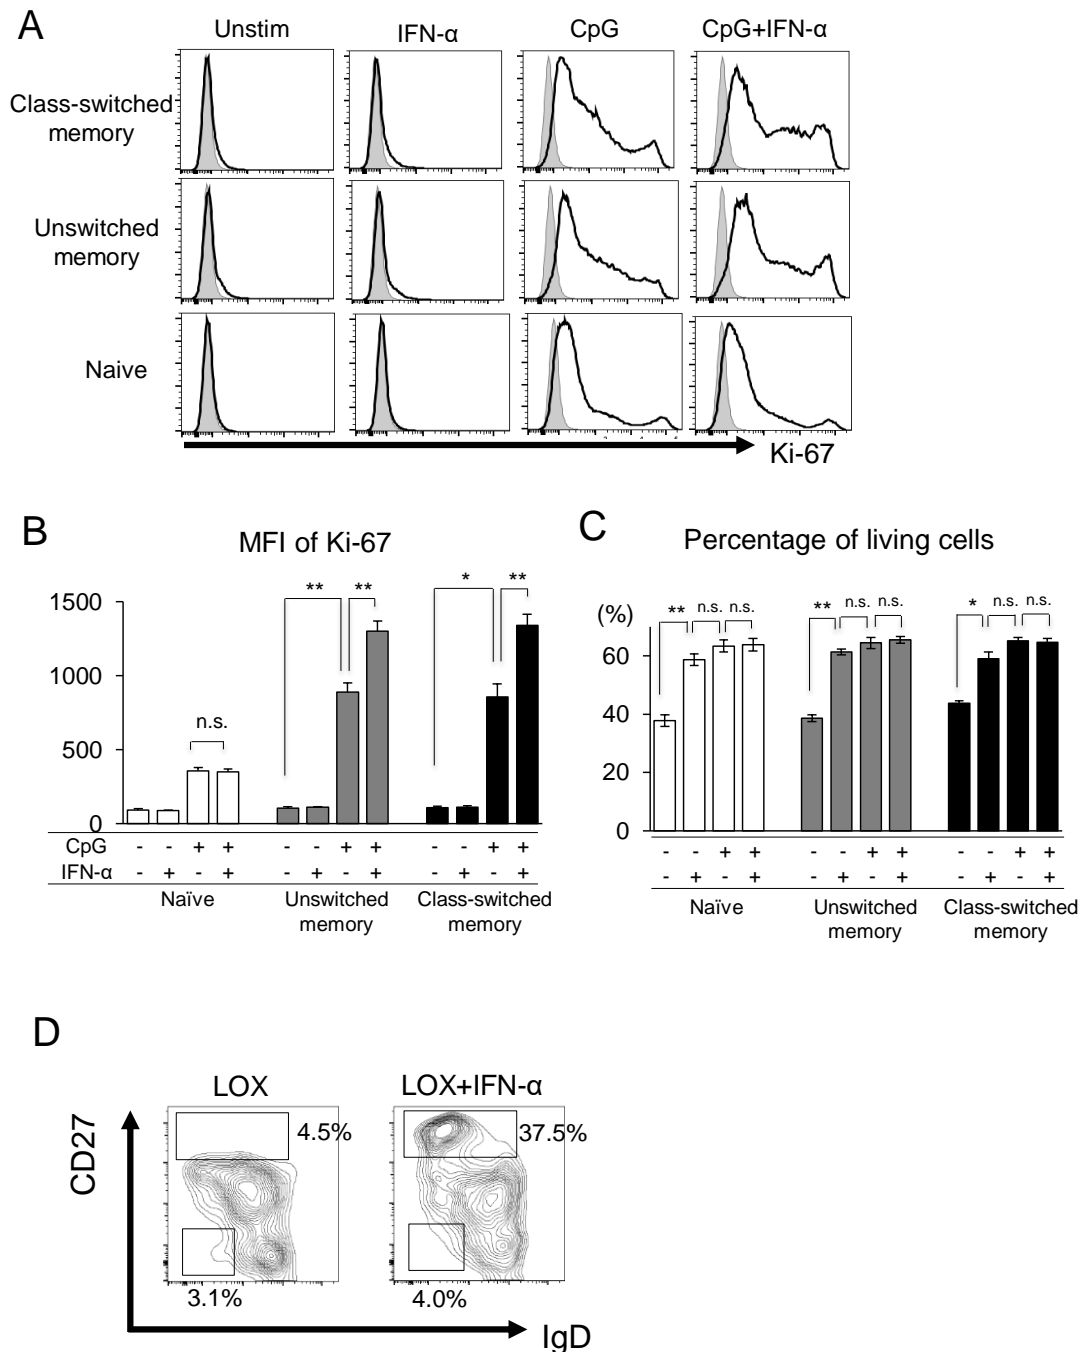 A
Unstim IFN-α CpG CpG+IFN-α
Class-switched
memory
Unswitched
memory
Naive
Ki-67
B
MFI of Ki-67
** ** * **
1500
1000
n.s.
500
0
CpG - - + + - - + + - - + +
IFN-α - + - + - + - + - + - +
Naïve Unswitched Class-switched
memory memory
C
Percentage of living cells
(%)
** n.s. n.s. ** n.s. n.s. * n.s. n.s.
60
40
20
0
- - + + - - + + - - + +
- + - + - + - + - + - +
Naïve Unswitched Class-switched
memory memory
D
LOX LOX+IFN-α
CD27
4.5% 37.5%
3.1% 4.0%
IgD